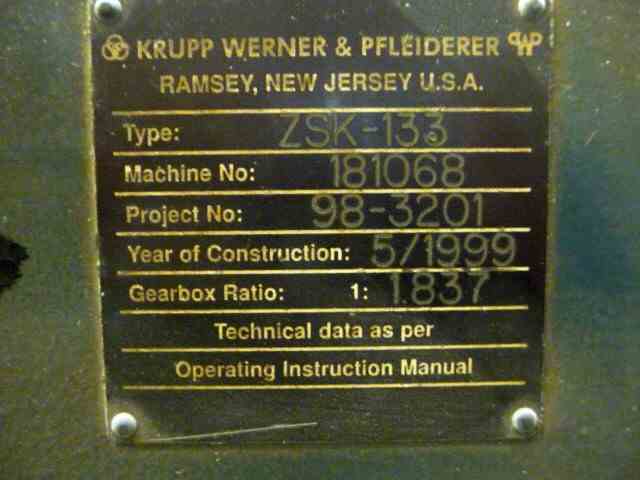 KRUPP WERNER & PFLEIDERER WP
RAMSEY, NEW JERSEY U.S.A.
Type: ZSK-133
Machine No: 181068
Project No: 98-3201
Year of Construction: 5/1999
Gearbox Ratio: 1: 1.837
Technical data as per
Operating Instruction Manual